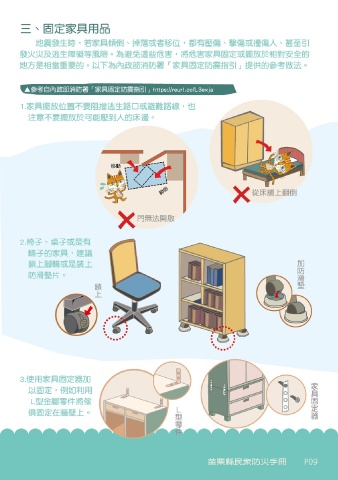 三、固定家具用品
地震發生時，若家具傾倒、掉落或者移位，都有壓傷、擊傷或撞傷人，甚至引
發火災及逃生障礙等風險。為避免這些危害，將危害家具固定或擺放於相對安全的
地方是相當重要的。以下為內政部消防署「家具固定防震指引」提供的參考做法。
▲參考自內政部消防署「家具固定防震指引」https://reurl.cc/L3exja
1.家具擺放位置不要阻擋逃生路口或避難路線，也
注意不要擺放於可能壓到人的床邊。
移動
門無法開啟
從床頭上翻倒
2.椅子、桌子或是有
輪子的家具，建議
鎖上腳輪或是裝上
防滑墊片。
鎖上
加防滑墊
3.使用家具固定器加
以固定，例如利用
L型金屬零件將傢
俱固定在牆壁上。
L型零件
家具固定器
苗栗縣民眾防災手冊 P09